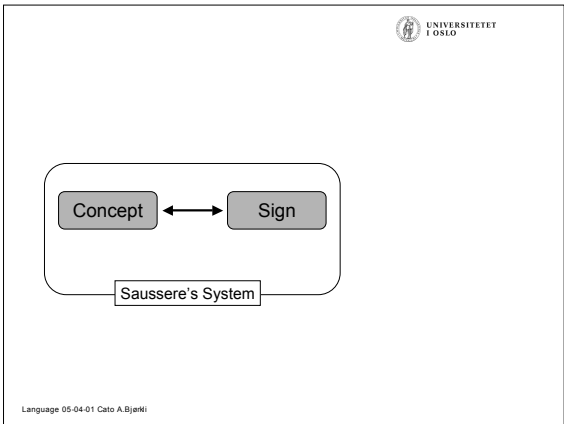 UNIVERSITETET
I OSLO
Concept
Sign
Saussere's System
Language 05-04-01 Cato A.Bjørkli